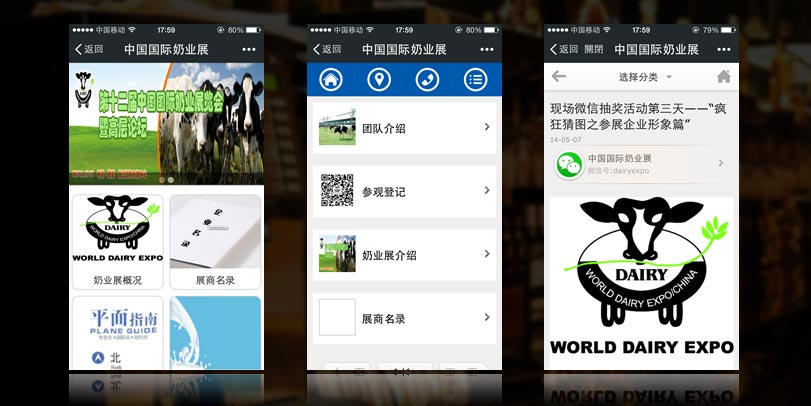 中国移动 17:59 80%
返回 中国国际奶业展
第十二届中国国际奶业展览会
暨高层论坛
DAIRY
WORLD DAIRY EXPO
奶业展概况
企业名录
展商名录
平面指南
PLANE GUIDE
北
中国移动 17:59 80%
返回 中国国际奶业展
团队介绍
参观登记
奶业展介绍
展商名录
中国移动 17:59 79%
返回 關閉 中国国际奶业展
选择分类
现场微信抽奖活动第三天——“疯
狂猜图之参展企业形象篇”
14-05-07
中国国际奶业展
微信号:dairyexpo
DAIRY
WORLD DAIRY EXPO/CHINA
WORLD DAIRY EXPO